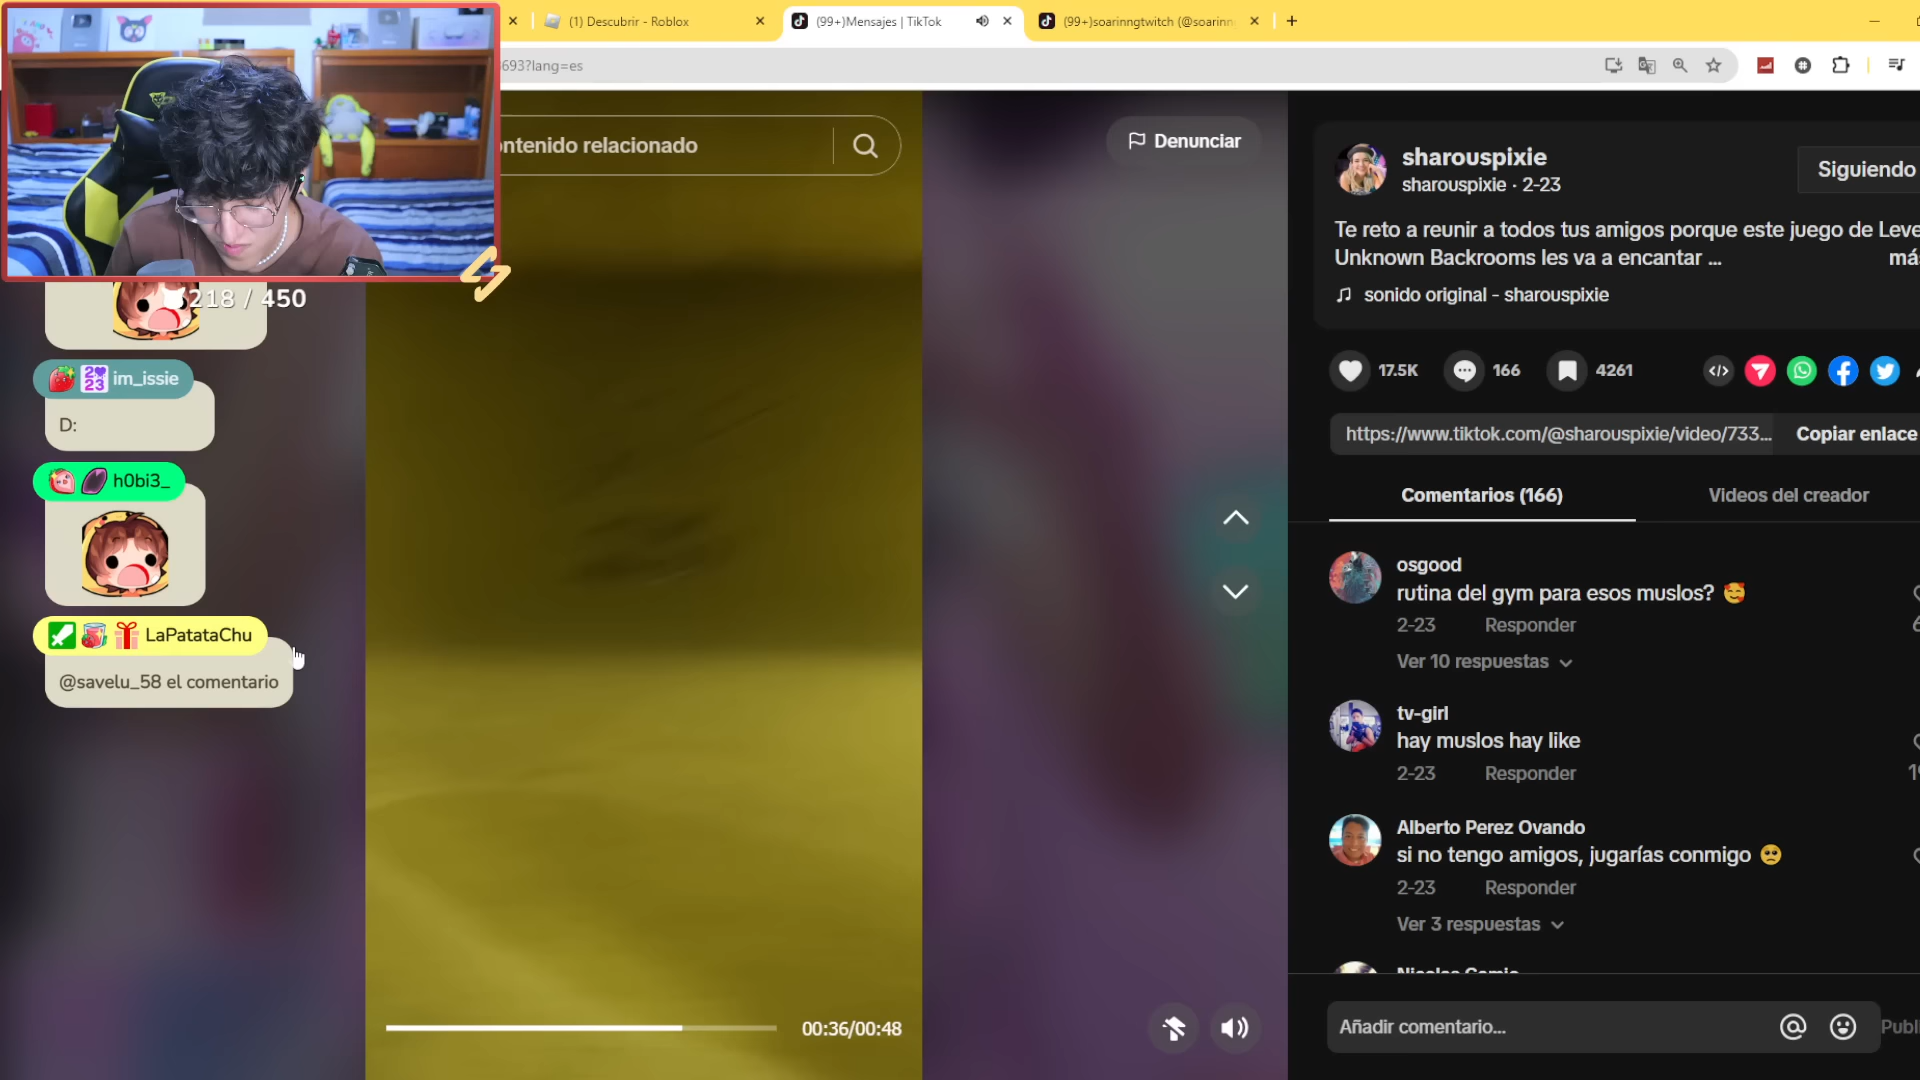 (1) Descubrir - Roblox
(99+)Mensajes | TikTok
(99+)soarinngtwitch (@soarinn
693?lang=es
ontenido relacionado
Denunciar
218 / 450
im_issie
D:
h0bi3_
LaPatataChu
@savelu_58 el comentario
00:36/00:48
sharouspixie
sharouspixie · 2-23
Siguiendo
Te reto a reunir a todos tus amigos porque este juego de Leve
Unknown Backrooms les va a encantar ...
más
sonido original - sharouspixie
17.5K
166
4261
https://www.tiktok.com/@sharouspixie/video/733...
Copiar enlace
Comentarios (166)
Videos del creador
osgood
rutina del gym para esos muslos? 🥰
2-23 Responder
Ver 10 respuestas
tv-girl
hay muslos hay like
2-23 Responder
Alberto Perez Ovando
si no tengo amigos, jugarías conmigo 🥺
2-23 Responder
Ver 3 respuestas
Añadir comentario...
Publi